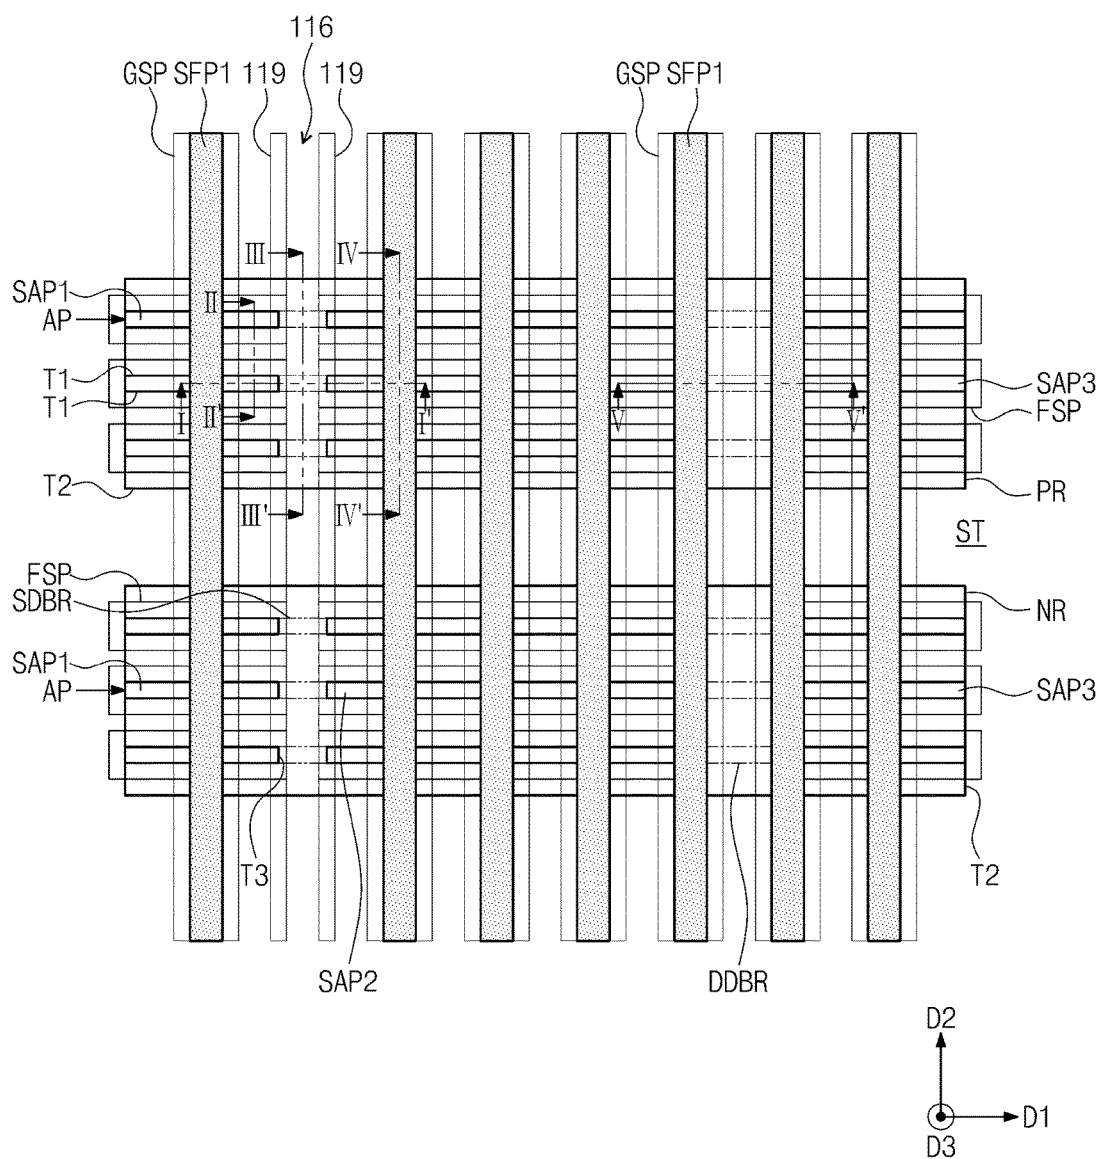 116
GSP SFP1 119 119 GSP SFP1
III IV
SAP1 II
AP
T1 SAP3
T1 I II' I' V V' FSP
T2 III' IV' PR
ST
FSP
SDBR NR
SAP1
AP SAP3
T3 T2
SAP2 DDBR
D2
D1
D3